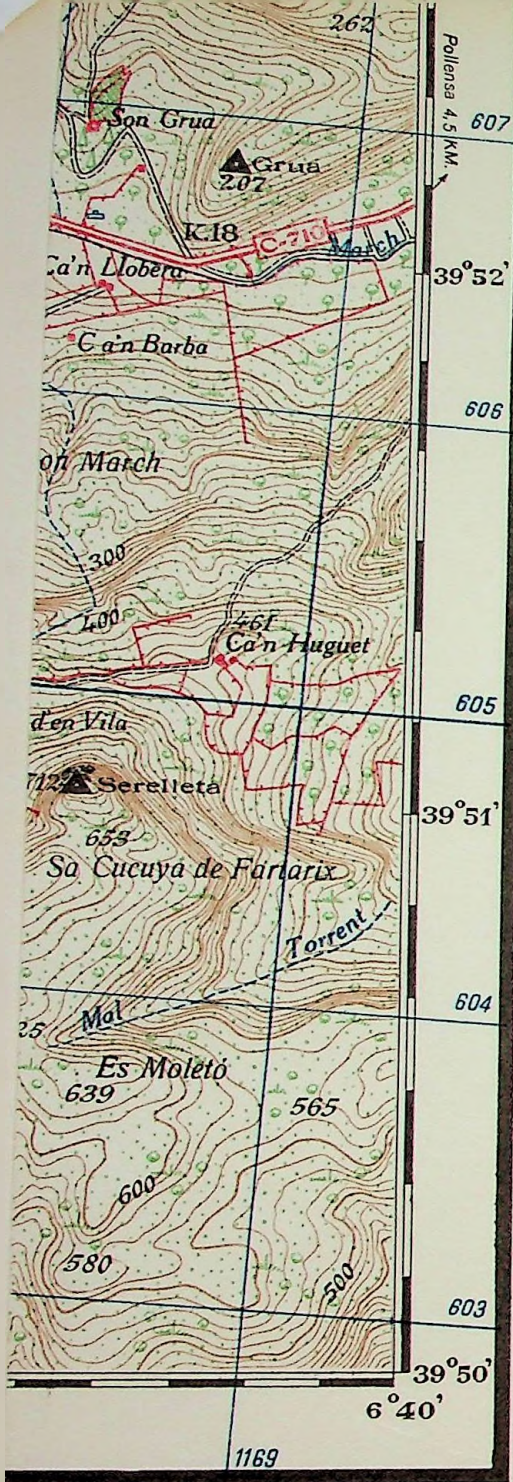 262
Pollensa 4,5 KM.
607
Son Grua
Grua
207
K.18
C-710
March
Ca'n Llobera
39°52'
Ca'n Barba
606
on March
300
400
461
Ca'n Huguet
605
d'en Vila
712
Serelleta
39°51'
653
Sa Cucuya de Fartarix
Torrent
604
Mal
25
Es Moletó
639
565
600
580
500
603
39°50'
6°40'
1169